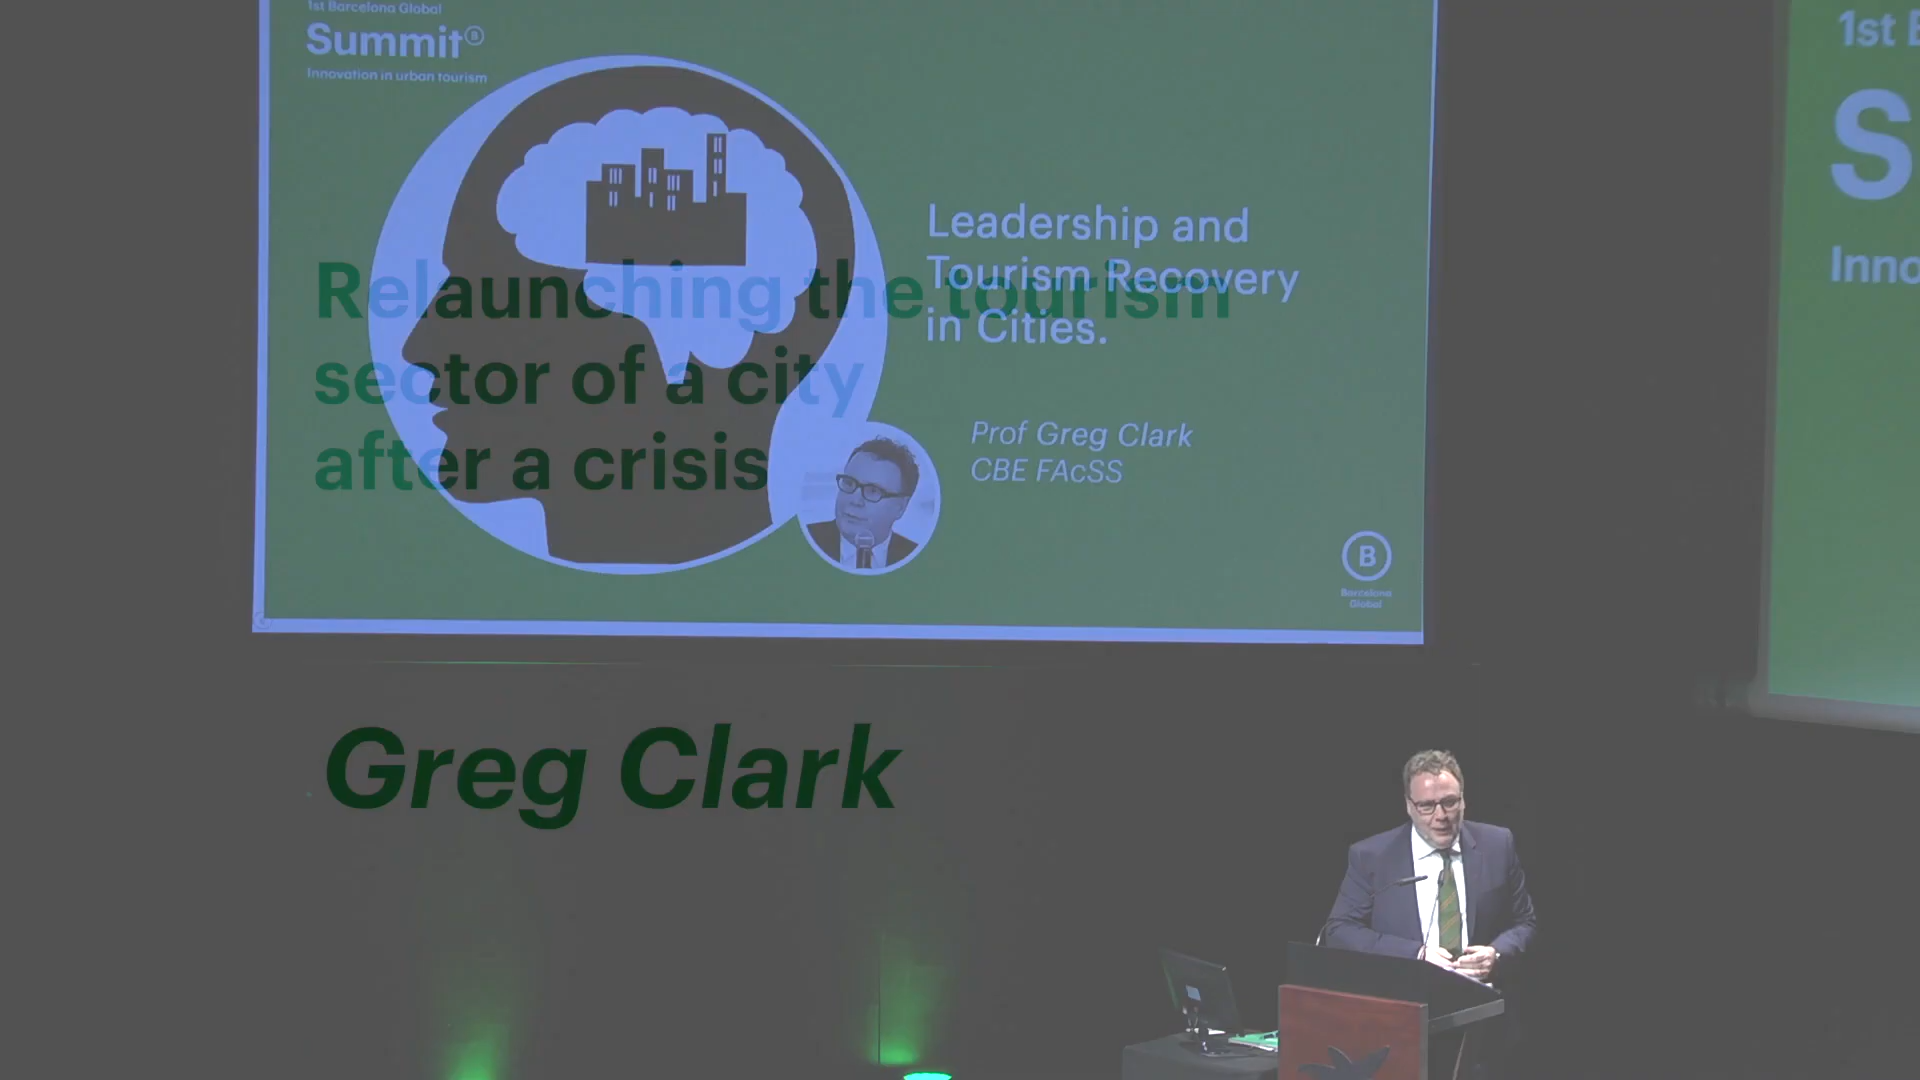 1st Barcelona Global
Summit B
Innovation in urban tourism
Leadership and
Tourism Recovery
in Cities.
Prof Greg Clark
CBE FAcSS
B
Barcelona
Global
Relaunching the tourism
sector of a city
after a crisis
Greg Clark
1st
S
Inno